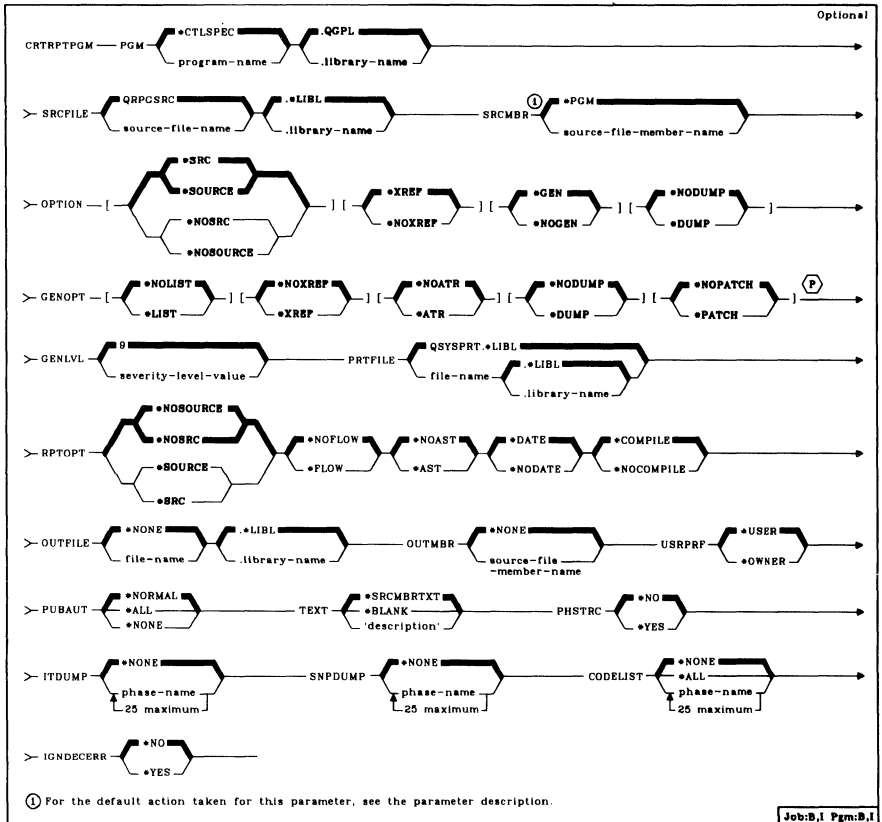 Optional
CRTRPTPGM PGM *CTLSPEC .QGPL
program-name .library-name
SRCFILE QRPGSRC .*LIBL SRCMBR 1 *PGM
source-file-name .library-name source-file-member-name
*SRC
*SOURCE
OPTION [ *NOSRC *NOSOURCE ] [ *XREF *NOXREF ] [ *GEN *NOGEN ] [ *NODUMP *DUMP ]
GENOPT [ *NOLIST *LIST ] [ *NOXREF *XREF ] [ *NOATR *ATR ] [ *NODUMP *DUMP ] [ *NOPATCH *PATCH ] P
GENLVL 9 PRTFILE QSYSPRT.*LIBL
severity-level-value file-name .*LIBL
.library-name
*NOSOURCE
RPTOPT *NOSRC *NOFLOW *NOAST *DATE *COMPILE
*SOURCE *FLOW *AST *NODATE *NOCOMPILE
*SRC
OUTFILE *NONE .*LIBL OUTMBR *NONE USRPRF *USER
file-name .library-name source-file *OWNER
-member-name
PUBAUT *NORMAL TEXT *SRCMBRTXT PHSTRC *NO
*ALL *BLANK *YES
*NONE 'description'
ITDUMP *NONE SNPDUMP *NONE CODELIST *NONE
*ALL
phase-name phase-name phase-name
25 maximum 25 maximum 25 maximum
IGNDECERR *NO
*YES
1 For the default action taken for this parameter, see the parameter description.
Job:B,I Pgm:B,I